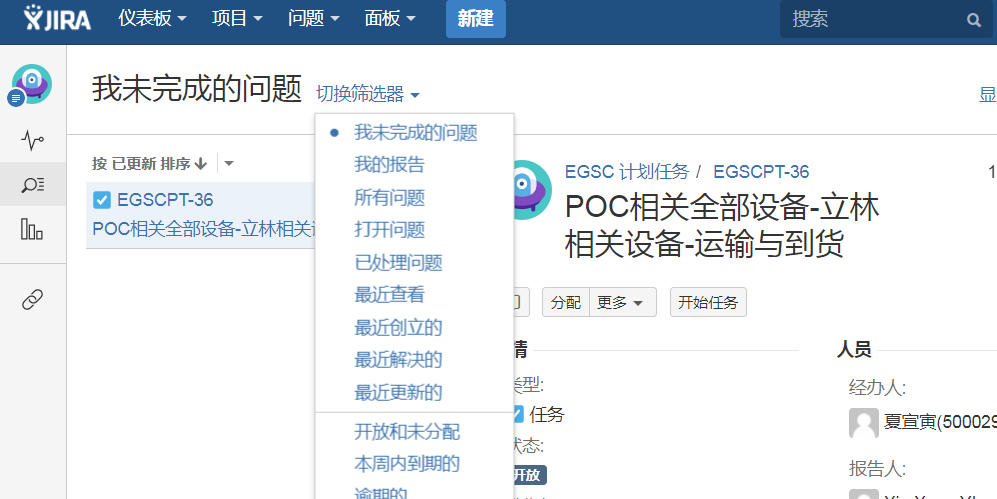 JIRA 仪表板 项目 问题 面板 新建 搜索
我未完成的问题 切换筛选器
显
我未完成的问题
我的报告
所有问题
打开问题
已处理问题
最近查看
最近创立的
最近解决的
最近更新的
开放和未分配
本周内到期的
逾期的
按 已更新 排序
EGSCPT-36
POC相关全部设备-立林相关
EGSC 计划任务 / EGSCPT-36
1
POC相关全部设备-立林
相关设备-运输与到货
分配 更多 开始任务
情
类型:
任务
状态:
开放
人员
经办人:
夏宣寅(500029
报告人: